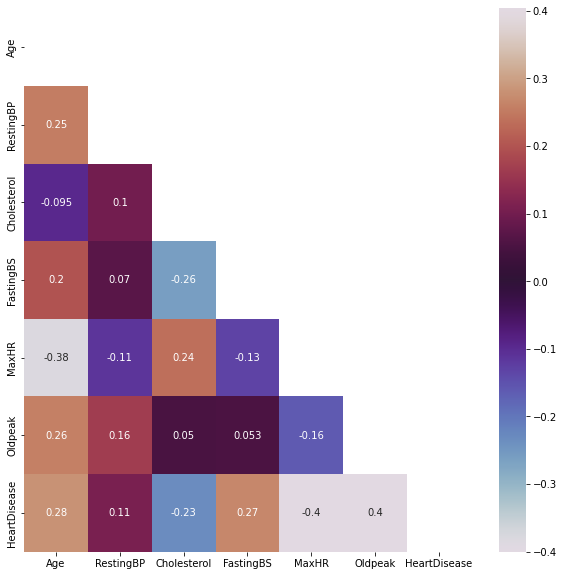 Age
RestingBP
0.25
Cholesterol
-0.095 0.1
FastingBS
0.2 0.07 -0.26
MaxHR
-0.38 -0.11 0.24 -0.13
Oldpeak
0.26 0.16 0.05 0.053 -0.16
HeartDisease
0.28 0.11 -0.23 0.27 -0.4 0.4
Age RestingBP Cholesterol FastingBS MaxHR Oldpeak HeartDisease
0.4
0.3
0.2
0.1
0.0
−0.1
−0.2
−0.3
−0.4